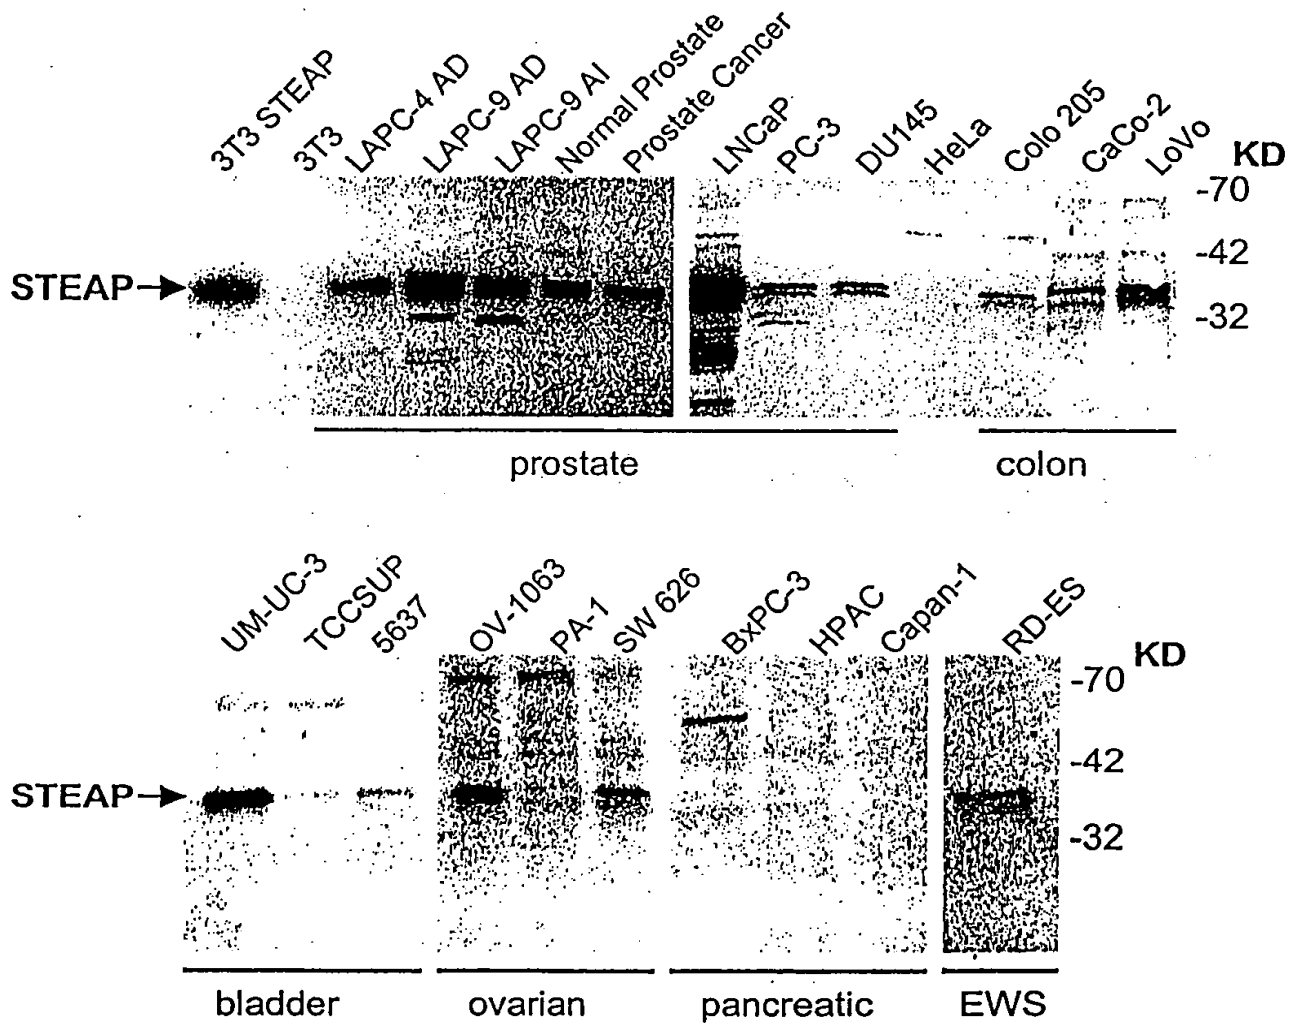 3T3 STEAP
3T3
LAPC-4 AD
LAPC-9 AD
LAPC-9 AI
Normal Prostate
Prostate Cancer
LNCaP
PC-3
DU145
HeLa
Colo 205
CaCo-2
LoVo
KD
-70
-42
STEAP
-32
prostate
colon
UM-UC-3
TCCSUP
5637
OV-1063
PA-1
SW 626
BxPC-3
HPAC
Capan-1
RD-ES
KD
-70
-42
STEAP
-32
bladder
ovarian
pancreatic
EWS